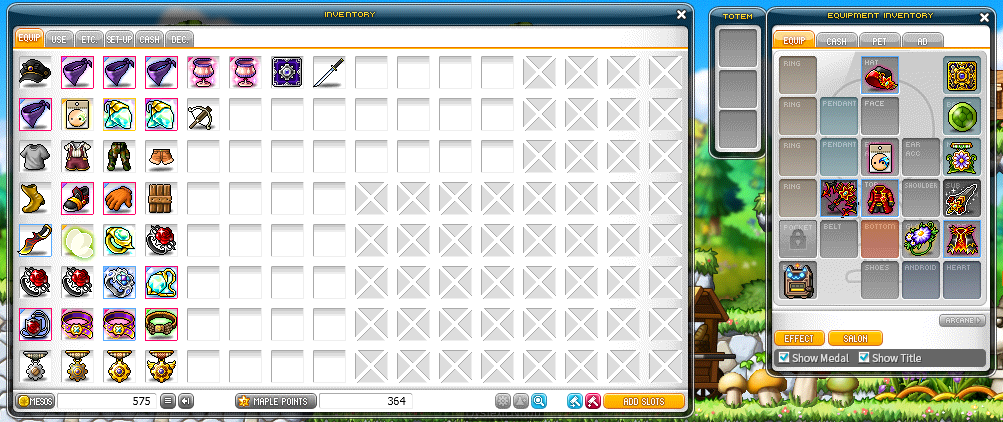 INVENTORY
EQUIP
USE
ETC.
SET-UP
CASH
DEC.
MESOS
575
MAPLE POINTS
364
ADD SLOTS
TOTEM
EQUIPMENT INVENTORY
EQUIP
CASH
PET
AD
RING
HAT
RING
PENDANT
FACE
RING
PENDANT
EAR
ACC
RING
TO
SHOULDER
SUB
POCKET
BELT
BOTTOM
SHOES
ANDROID
HEART
ARCANE
EFFECT
SALON
Show Medal
Show Title